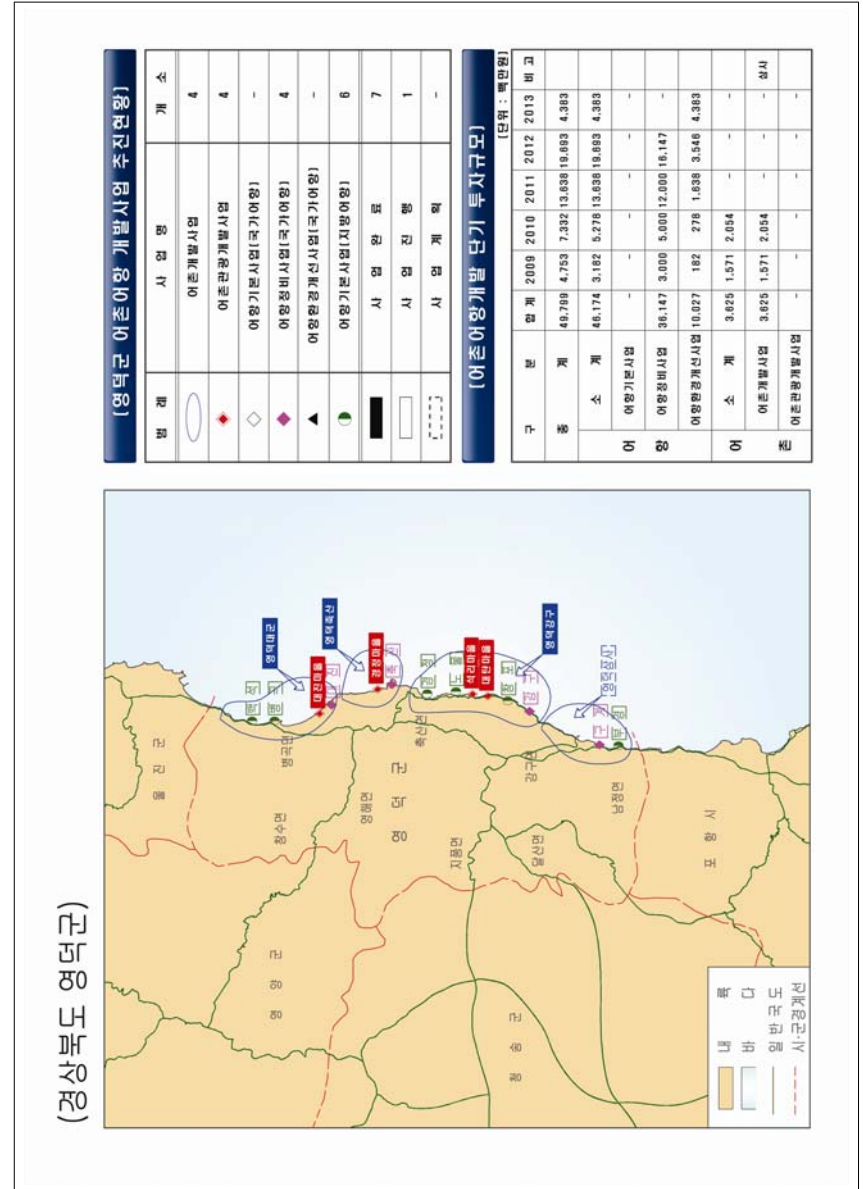 (경상북도 영덕군)
울진군
영양군
청송군
포항시
영덕군
창수면
병곡면
영해면
축산면
지품면
달산면
강구면
남정면
영덕대군
대진마을
영덕축산
경정마을
석리마을
대탄마을
영덕강구
경정
노물
구계
부경
내 륙
바 다
일반국도
시·군경계선
(영덕군 어촌어항 개발사업 추진현황)
범 례 사 업 명 개 소
어촌개발사업 4
어촌관광개발사업 4
어항기본사업(국가어항) -
어항정비사업(국가어항) 4
어항환경개선사업(국가어항) -
어항기본사업(지방어항) 6
사 업 완 료 7
사 업 진 행 1
사 업 계 획 -
(어촌어항개발 단기 투자규모)
(단위 : 백만원)
구 분 합 계 2009 2010 2011 2012 2013 비 고
총 계 49.799 4.753 7.332 13.638 19.693 4.383
어 항
소 계 46.174 3.182 5.278 13.638 19.693 4.383
어항기본사업 - - - - - -
어항정비사업 36.147 3.000 5.000 12.000 16.147 -
어항환경개선사업 10.027 182 278 1.638 3.546 4.383
어 촌
소 계 3.625 1.571 2.054 - - -
어촌개발사업 3.625 1.571 2.054 - - - 삼사
어촌관광개발사업 - - - - - -